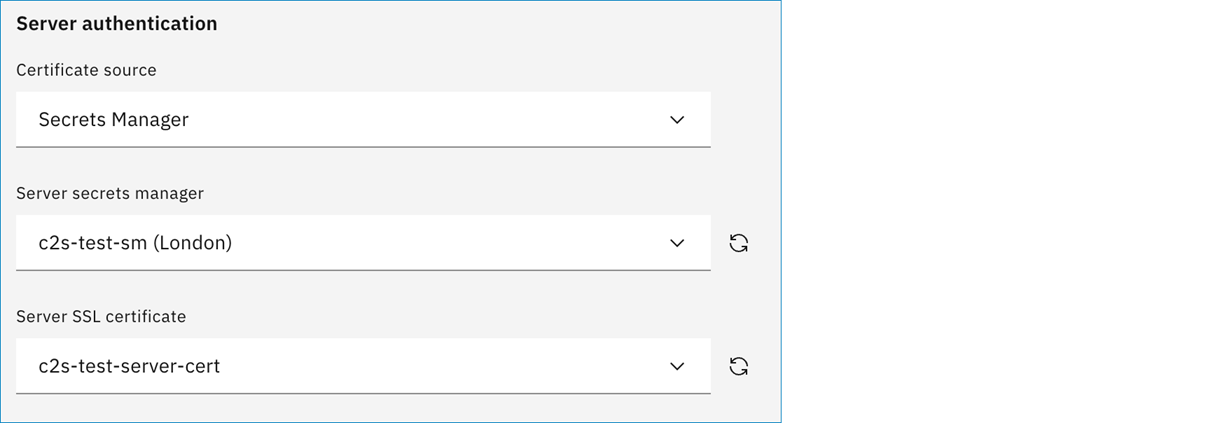 Server authentication
Certificate source
Secrets Manager
Server secrets manager
c2s-test-sm (London)
Server SSL certificate
c2s-test-server-cert